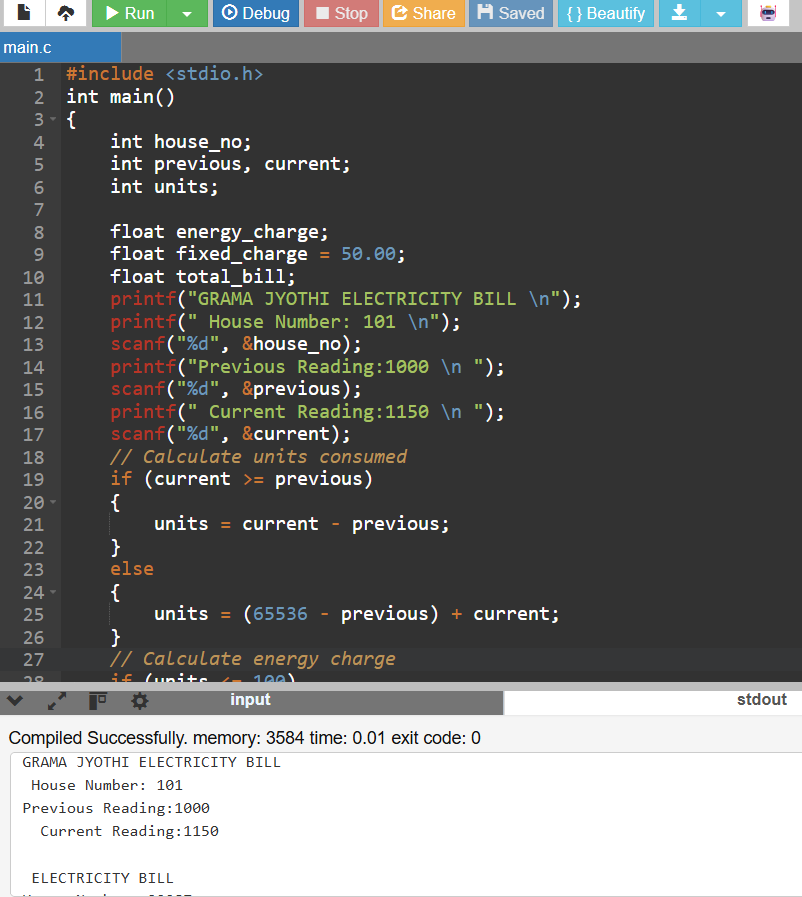 Run Debug Stop Share Saved { } Beautify
main.c
1 #include <stdio.h>
2 int main()
3 {
4 int house_no;
5 int previous, current;
6 int units;
7
8 float energy_charge;
9 float fixed_charge = 50.00;
10 float total_bill;
11 printf("GRAMA JYOTHI ELECTRICITY BILL \n");
12 printf(" House Number: 101 \n");
13 scanf("%d", &house_no);
14 printf("Previous Reading:1000 \n ");
15 scanf("%d", &previous);
16 printf(" Current Reading:1150 \n ");
17 scanf("%d", &current);
18 // Calculate units consumed
19 if (current >= previous)
20 {
21 units = current - previous;
22 }
23 else
24 {
25 units = (65536 - previous) + current;
26 }
27 // Calculate energy charge
28 if (units <= 100)
input stdout
Compiled Successfully. memory: 3584 time: 0.01 exit code: 0
GRAMA JYOTHI ELECTRICITY BILL
House Number: 101
Previous Reading:1000
Current Reading:1150
ELECTRICITY BILL